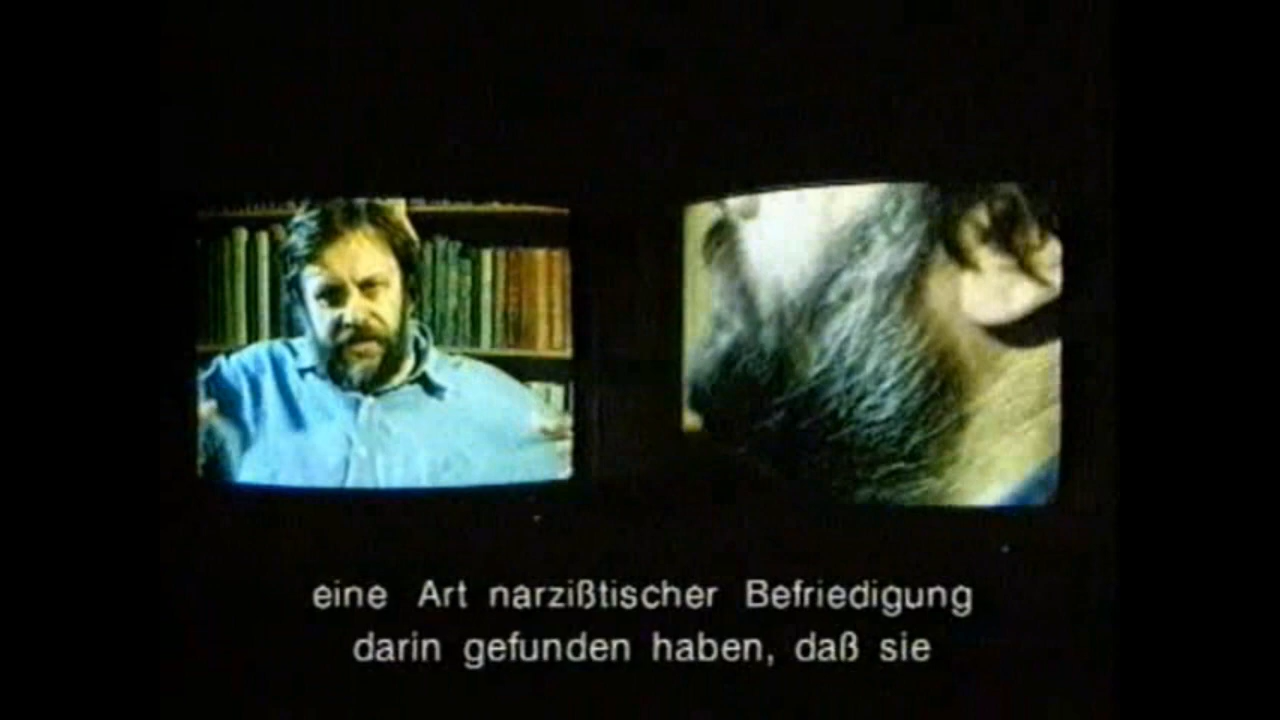 eine Art narzißtischer Befriedigung
darin gefunden haben, daß sie